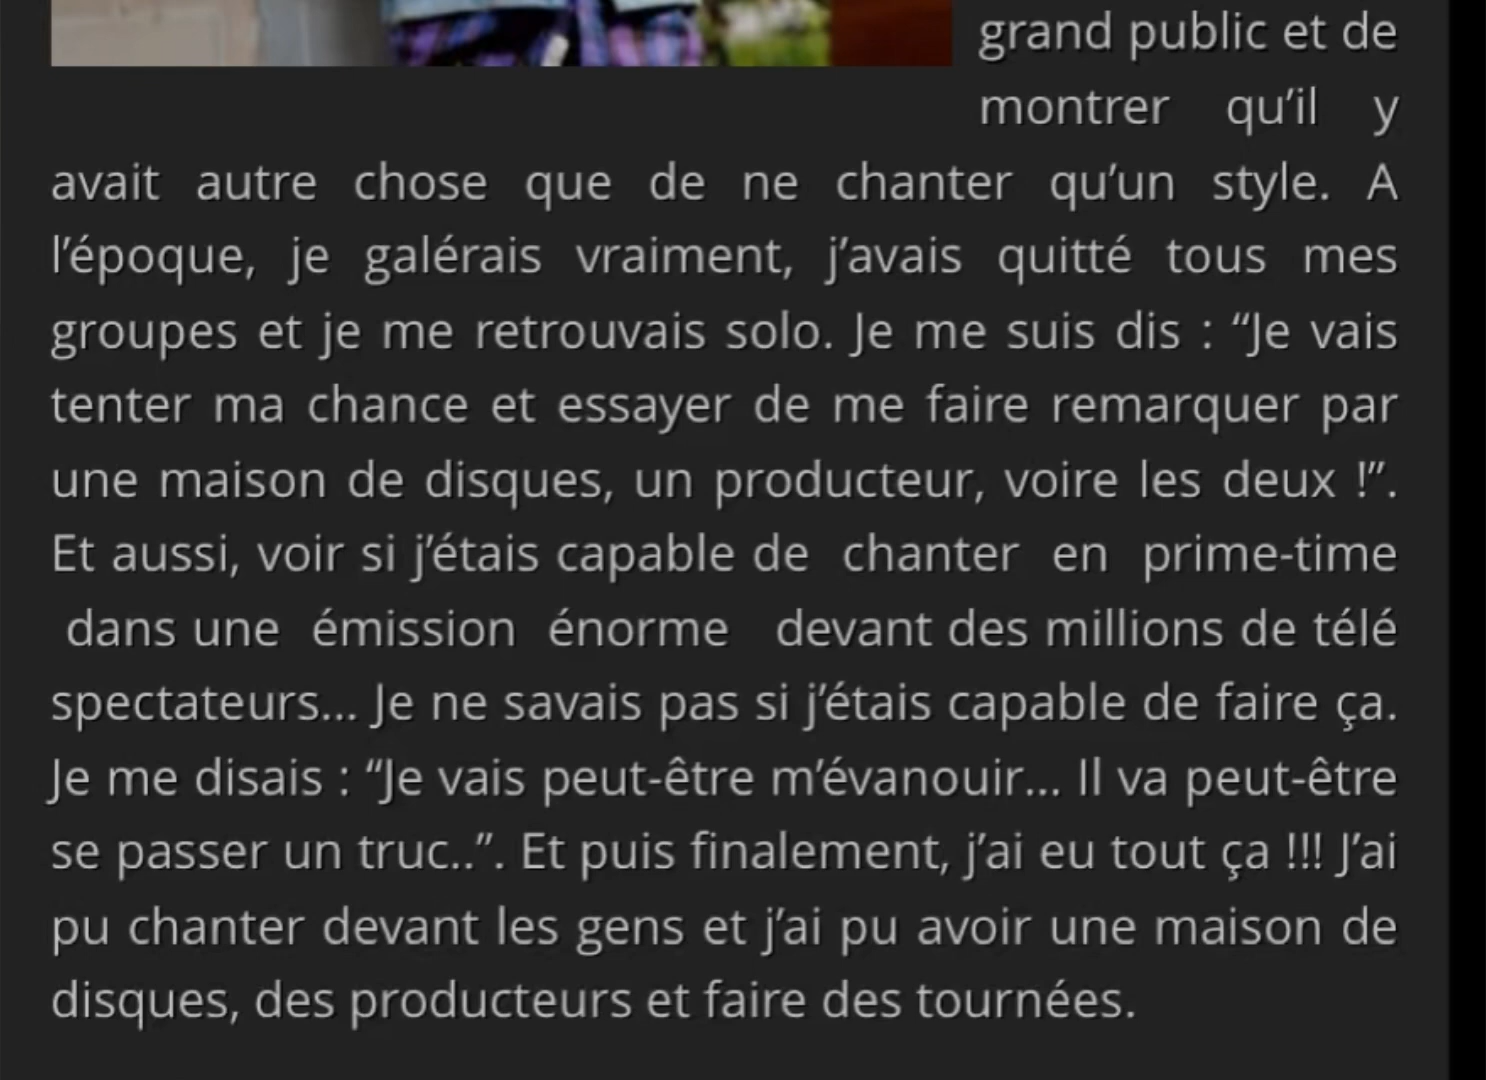 grand public et de
montrer qu’il y
avait autre chose que de ne chanter qu’un style. A
l’époque, je galérais vraiment, j’avais quitté tous mes
groupes et je me retrouvais solo. Je me suis dis : “Je vais
tenter ma chance et essayer de me faire remarquer par
une maison de disques, un producteur, voire les deux !”.
Et aussi, voir si j’étais capable de chanter en prime-time
dans une émission énorme devant des millions de télé
spectateurs... Je ne savais pas si j’étais capable de faire ça.
Je me disais : “Je vais peut-être m’évanouir... Il va peut-être
se passer un truc..”. Et puis finalement, j’ai eu tout ça !!! J’ai
pu chanter devant les gens et j’ai pu avoir une maison de
disques, des producteurs et faire des tournées.